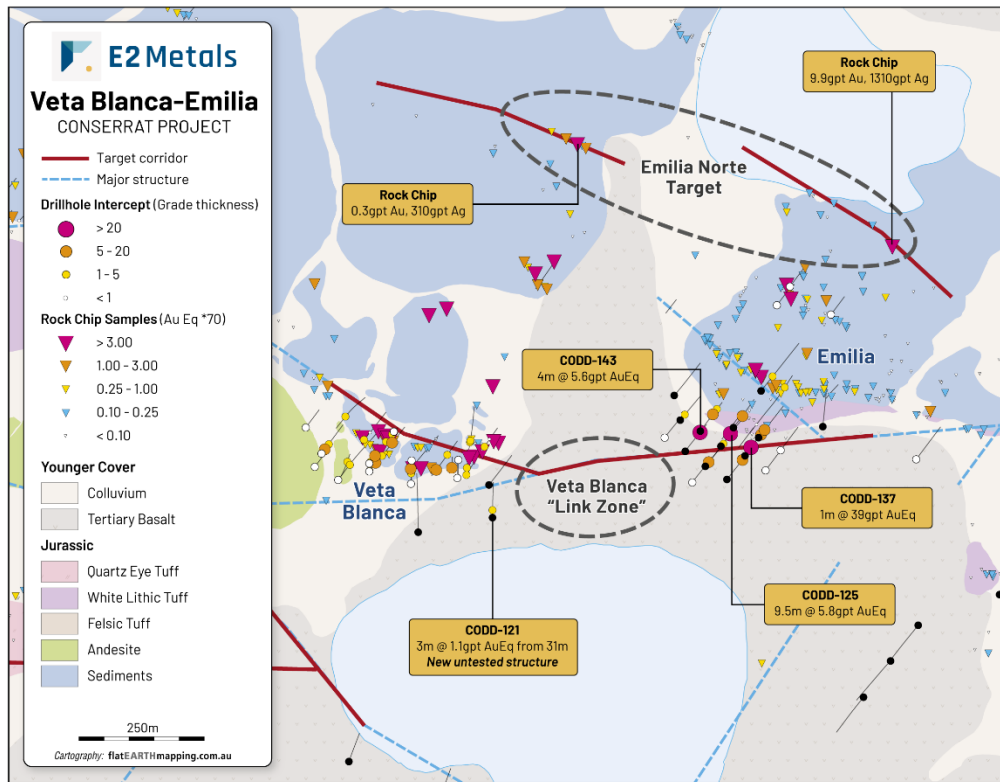 E2 Metals
Veta Blanca-Emilia
CONSERRAT PROJECT
Target corridor
Major structure
Drillhole Intercept (Grade thickness)
> 20
5 - 20
1 - 5
< 1
Rock Chip Samples (Au Eq *70)
> 3.00
1.00 - 3.00
0.25 - 1.00
0.10 - 0.25
< 0.10
Younger Cover
Colluvium
Tertiary Basalt
Jurassic
Quartz Eye Tuff
White Lithic Tuff
Felsic Tuff
Andesite
Sediments
250m
Cartography: flatEARTHmapping.com.au
Rock Chip
9.9gpt Au, 1310gpt Ag
Emilia Norte
Target
Rock Chip
0.3gpt Au, 310gpt Ag
Emilia
CODD-143
4m @ 5.6gpt AuEq
Veta
Blanca
Veta Blanca
"Link Zone"
CODD-137
1m @ 39gpt AuEq
CODD-125
9.5m @ 5.8gpt AuEq
CODD-121
3m @ 1.1gpt AuEq from 31m
New untested structure